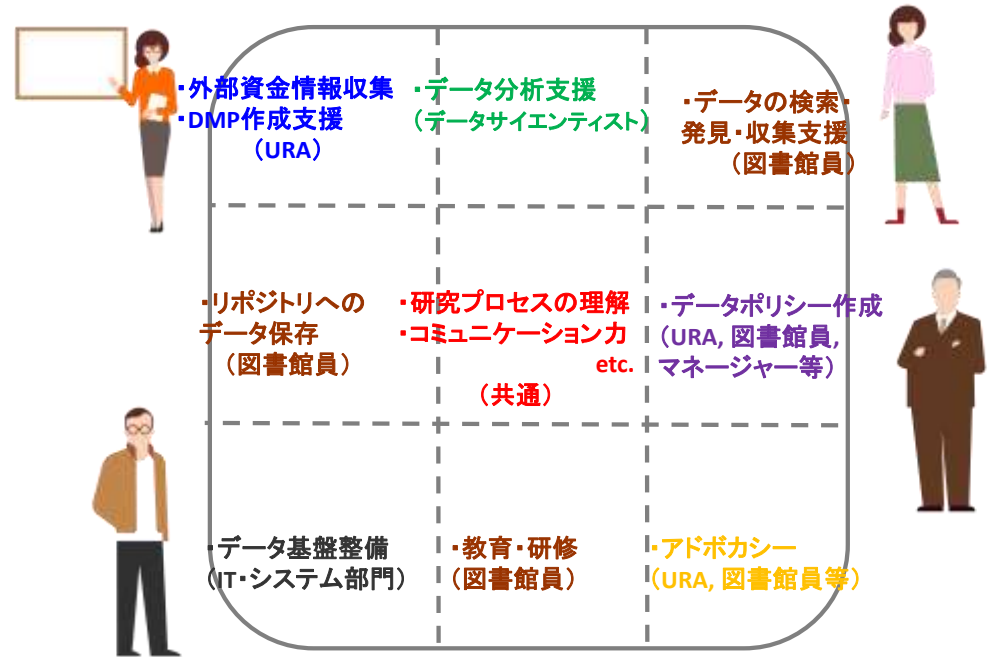 ・外部資金情報収集
・DMP作成支援
（URA）
・データ分析支援
（データサイエンティスト）
・データの検索・
発見・収集支援
（図書館員）
・リポジトリへの
データ保存
（図書館員）
・研究プロセスの理解
・コミュニケーション力
etc.
（共通）
・データポリシー作成
（URA, 図書館員,
マネージャー等）
・データ基盤整備
（IT・システム部門）
・教育・研修
（図書館員）
・アドボカシー
（URA, 図書館員等）